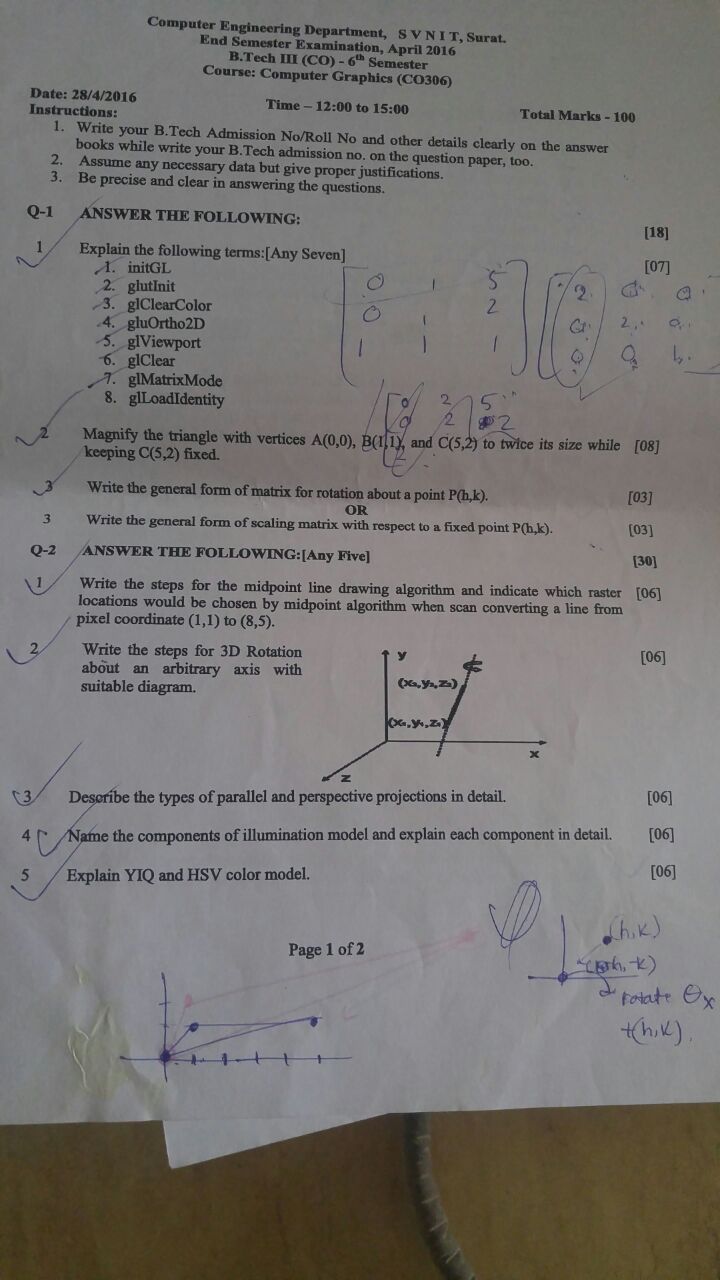 Computer Engineering Department, S V N I T, Surat.
End Semester Examination, April 2016
B.Tech III (CO) - 6th Semester
Course: Computer Graphics (CO306)
Date: 28/4/2016
Time – 12:00 to 15:00
Total Marks - 100
Instructions:
1. Write your B.Tech Admission No/Roll No and other details clearly on the answer
books while write your B.Tech admission no. on the question paper, too.
2. Assume any necessary data but give proper justifications.
3. Be precise and clear in answering the questions.
Q-1 ANSWER THE FOLLOWING: [18]
1 Explain the following terms:[Any Seven] [07]
1. initGL
2. glutInit
3. glClearColor
4. gluOrtho2D
5. glViewport
6. glClear
7. glMatrixMode
8. glLoadIdentity
0 1 5
0 1 2
1 1 1
2 Magnify the triangle with vertices A(0,0), B(1,1), and C(5,2) to twice its size while [08]
keeping C(5,2) fixed.
3 Write the general form of matrix for rotation about a point P(h,k). [03]
OR
3 Write the general form of scaling matrix with respect to a fixed point P(h,k). [03]
Q-2 ANSWER THE FOLLOWING:[Any Five] [30]
1 Write the steps for the midpoint line drawing algorithm and indicate which raster [06]
locations would be chosen by midpoint algorithm when scan converting a line from
pixel coordinate (1,1) to (8,5).
2 Write the steps for 3D Rotation [06]
about an arbitrary axis with
suitable diagram.
y
(x₂,y₂,z₂)
(x₁,y₁,z₁)
x
z
3 Describe the types of parallel and perspective projections in detail. [06]
4 Name the components of illumination model and explain each component in detail. [06]
5 Explain YIQ and HSV color model. [06]
Page 1 of 2
(h,k)
rotate
t(h,k).